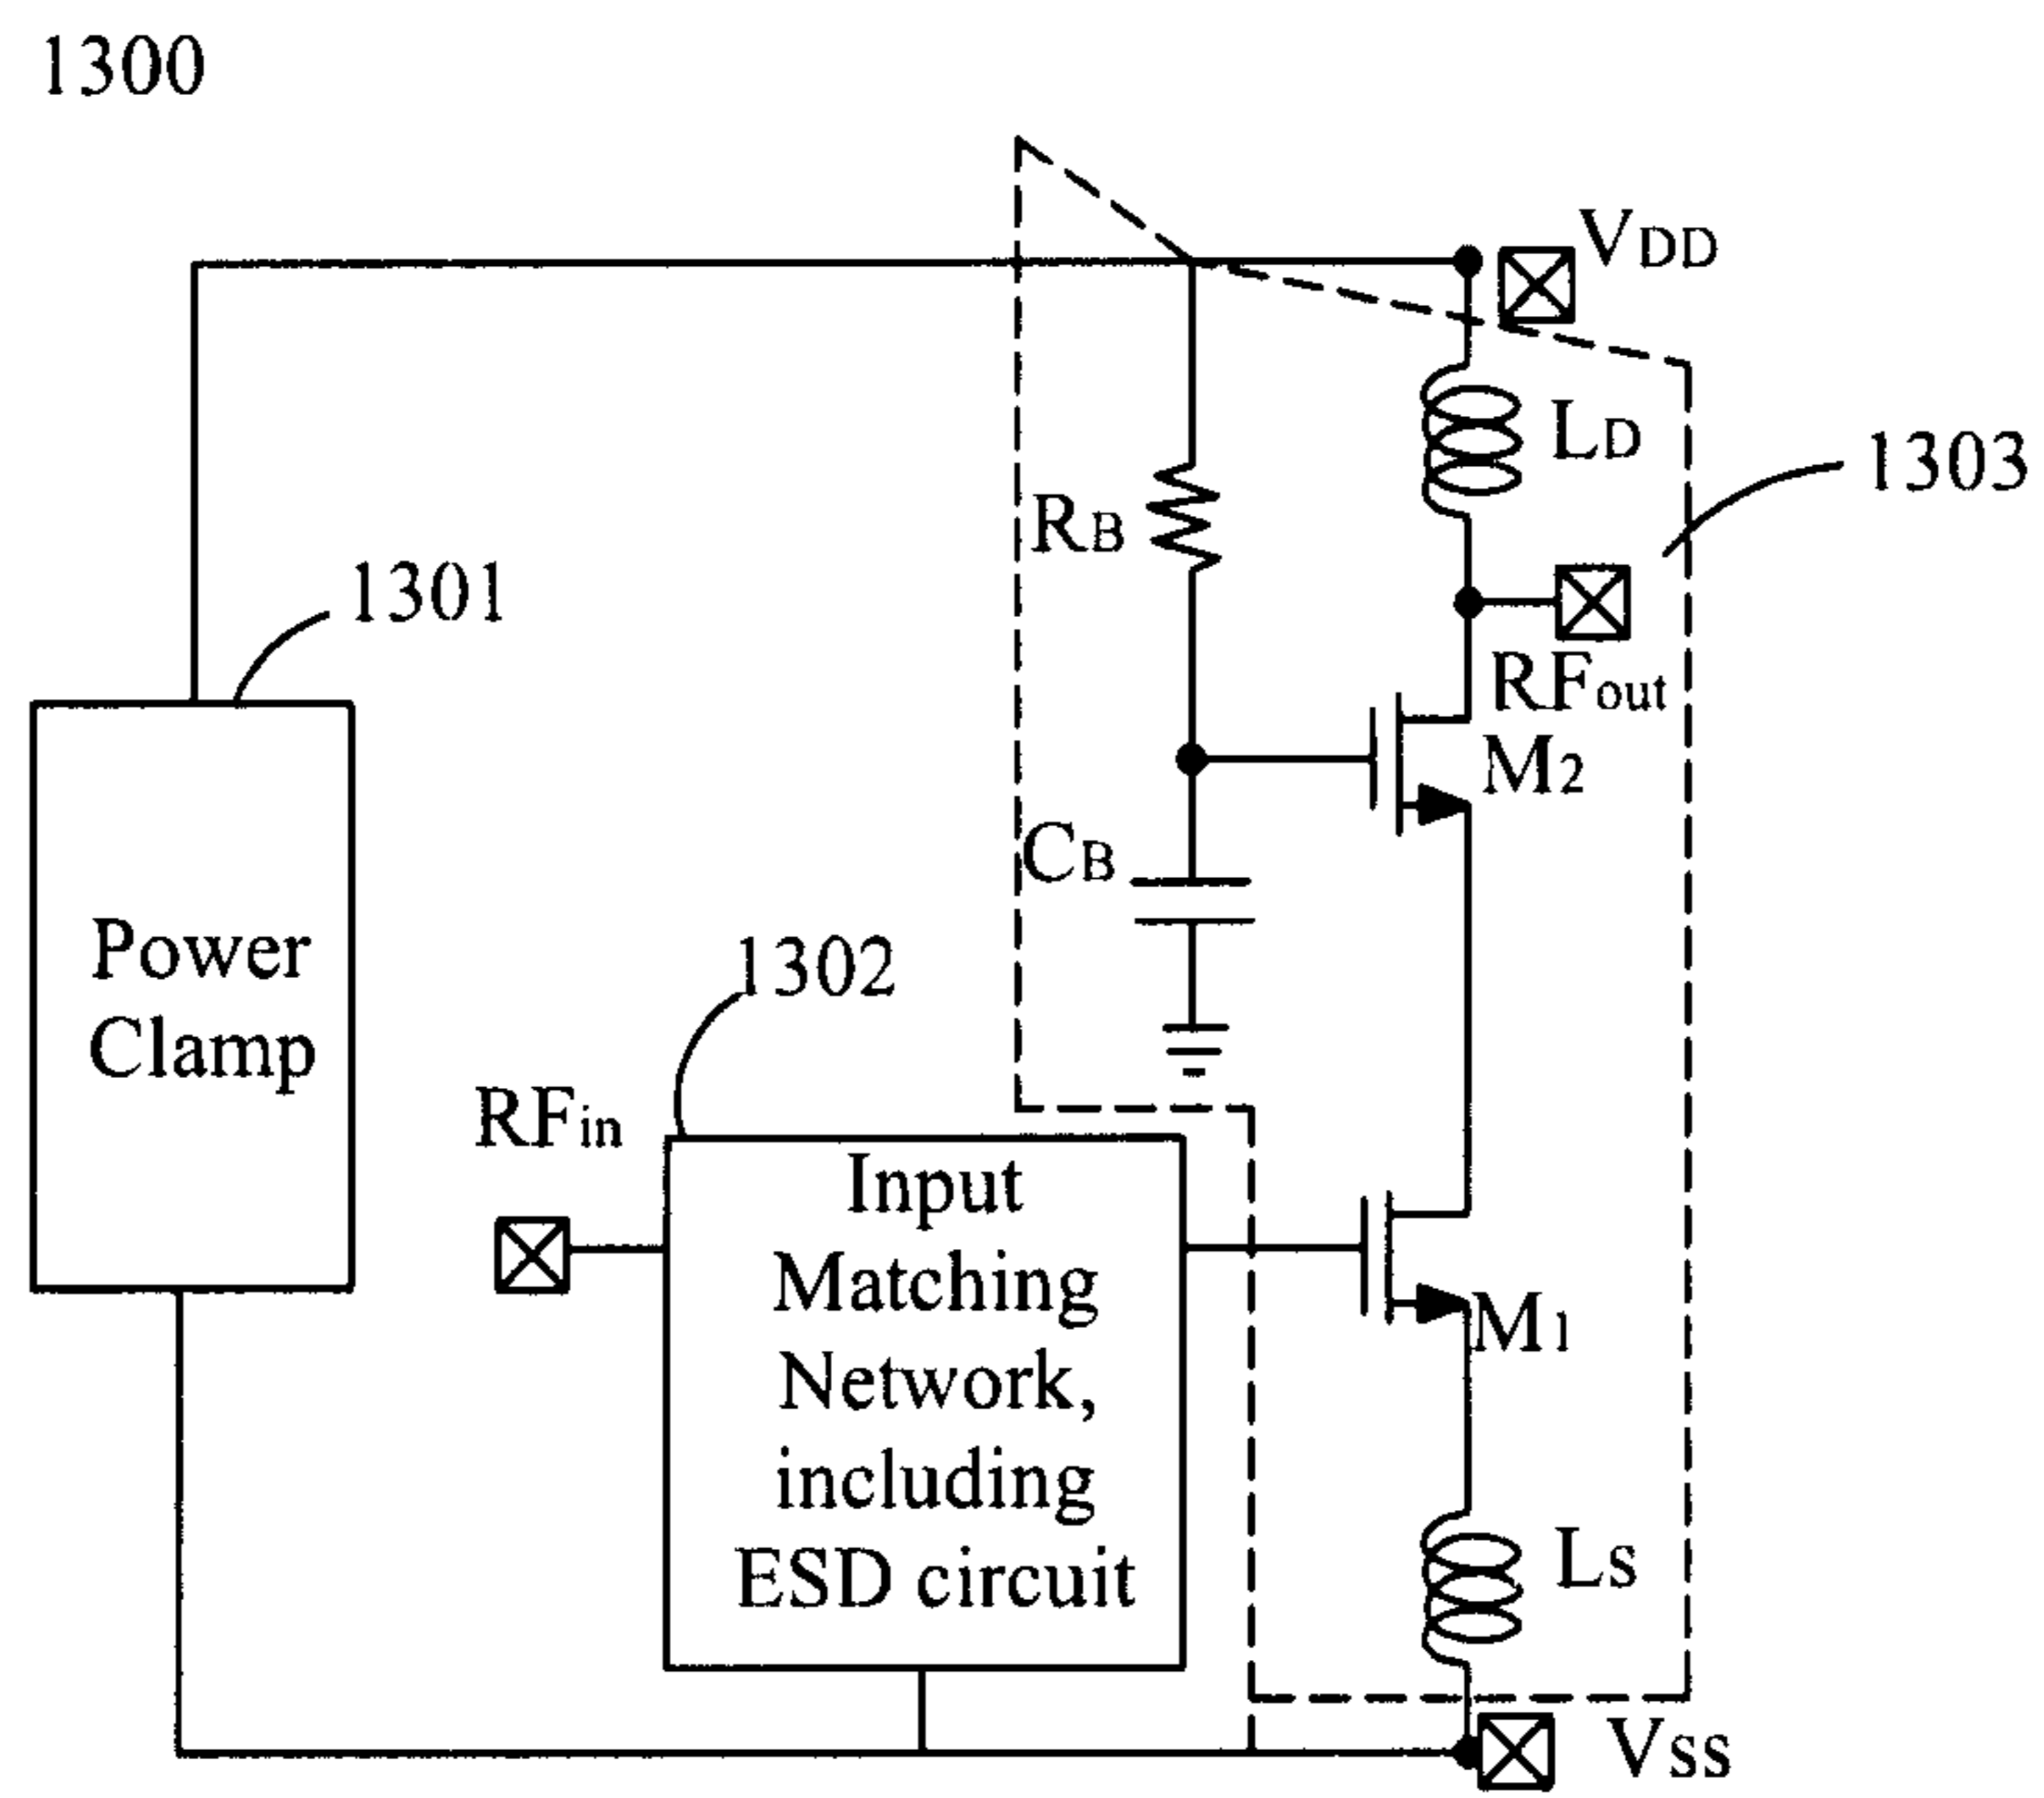 1300
VDD
LD
1303
RB
1301
RFout
M2
CB
Power
Clamp
1302
RFin
Input
Matching
Network,
including
ESD circuit
M1
LS
VSS